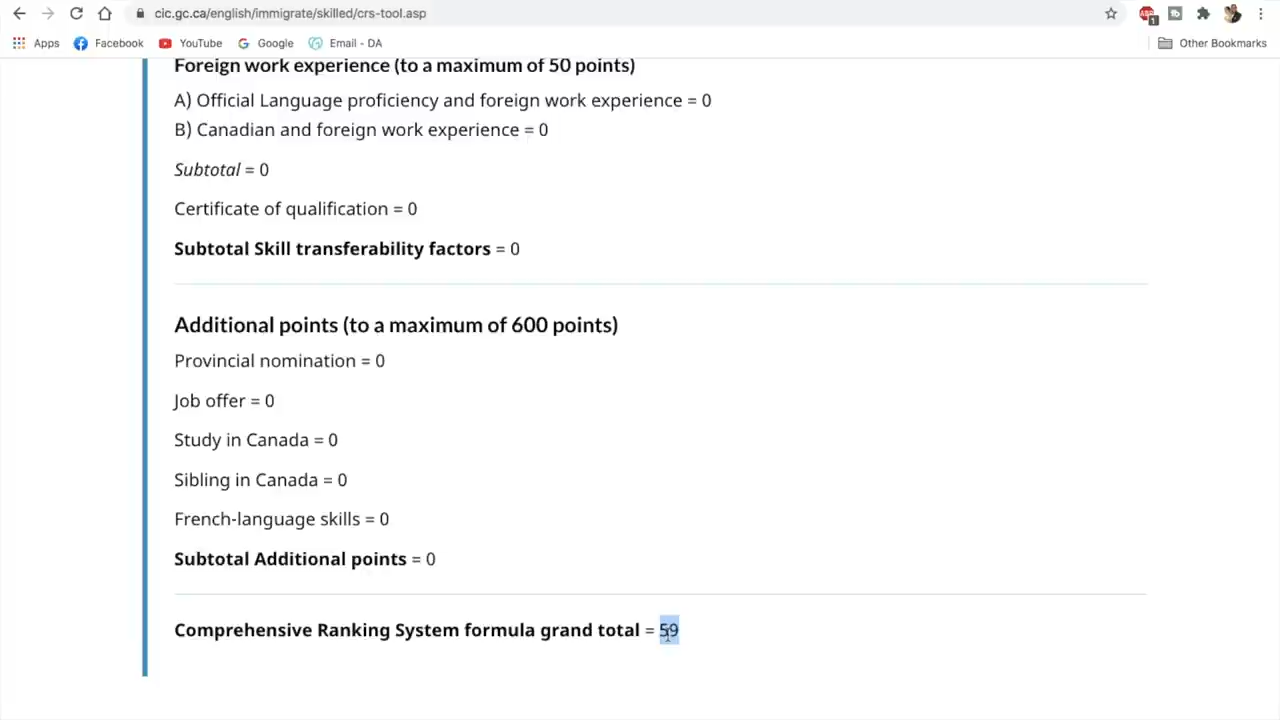 cic.gc.ca/english/immigrate/skilled/crs-tool.asp
1
Apps Facebook YouTube Google Email - DA Other Bookmarks
Foreign work experience (to a maximum of 50 points)
A) Official Language proficiency and foreign work experience = 0
B) Canadian and foreign work experience = 0
Subtotal = 0
Certificate of qualification = 0
Subtotal Skill transferability factors = 0
Additional points (to a maximum of 600 points)
Provincial nomination = 0
Job offer = 0
Study in Canada = 0
Sibling in Canada = 0
French-language skills = 0
Subtotal Additional points = 0
Comprehensive Ranking System formula grand total = 59